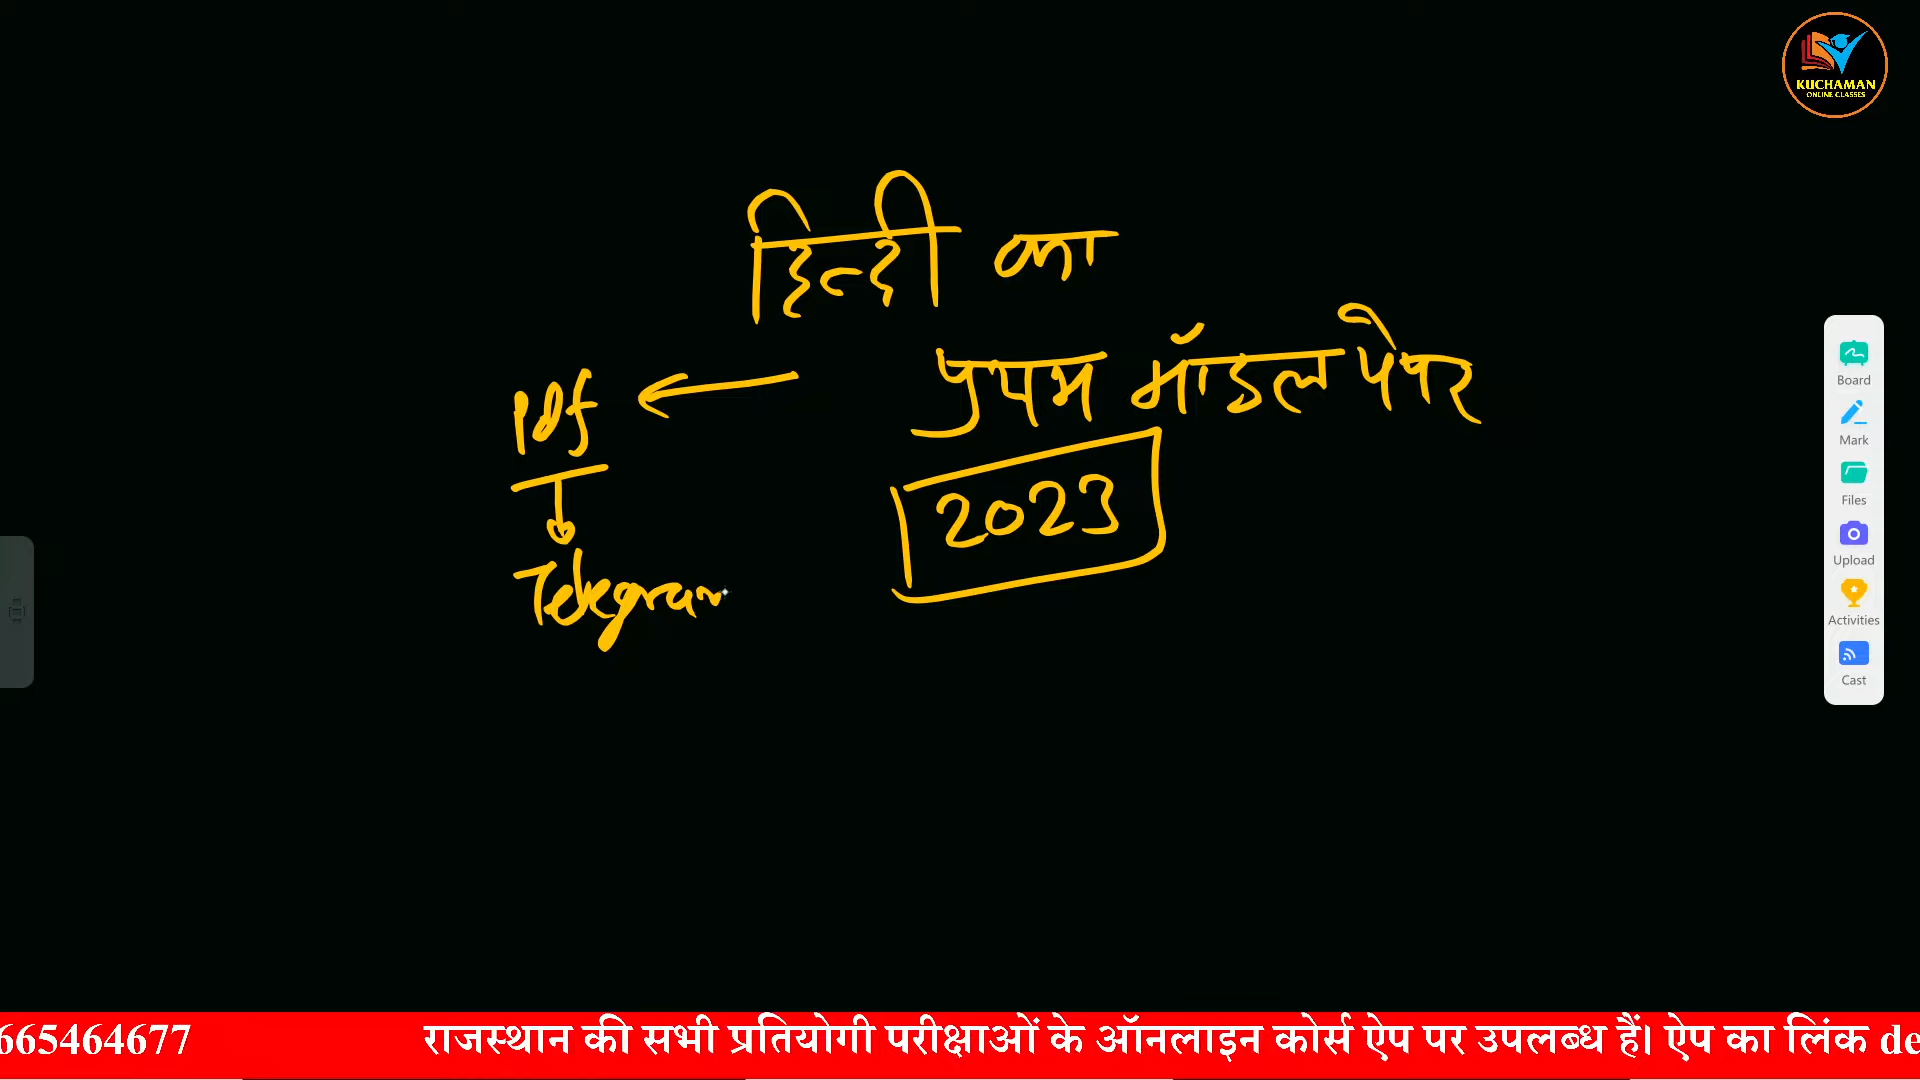 KUCHAMAN
ONLINE CLASSES
हिन्दी का
प्रथम मॉडल पेपर
2023
Pdf
Telegram
Board
Mark
Files
Upload
Activities
Cast
665464677 राजस्थान की सभी प्रतियोगी परीक्षाओं के ऑनलाइन कोर्स ऐप पर उपलब्ध हैं। ऐप का लिंक de